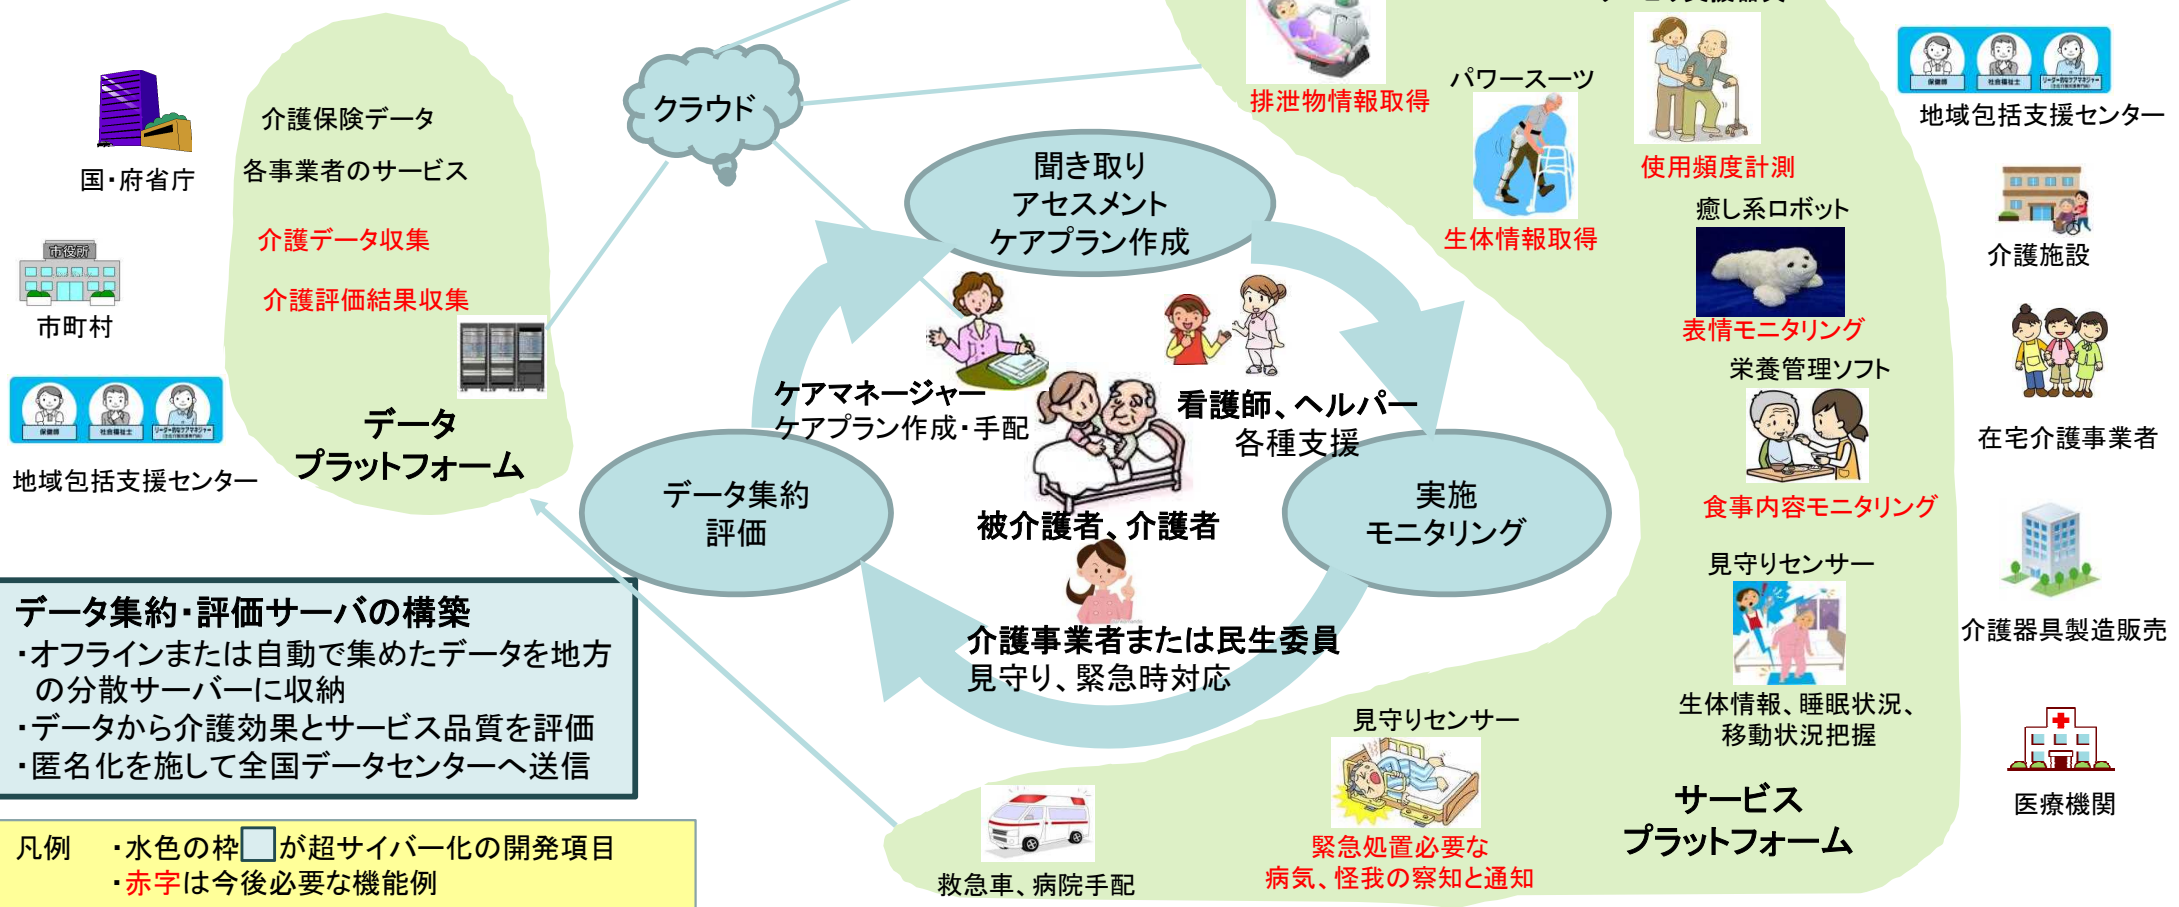 国・府省庁
市役所
市町村
保健師
社会福祉士
地域包括支援センター
介護保険データ
各事業者のサービス
介護データ収集
介護評価結果収集
データ
プラットフォーム
クラウド
聞き取り
アセスメント
ケアプラン作成
ケアマネージャー
ケアプラン作成・手配
看護師、ヘルパー
各種支援
被介護者、介護者
データ集約
評価
実施
モニタリング
介護事業者または民生委員
見守り、緊急時対応
排泄物情報取得
パワースーツ
生体情報取得
使用頻度計測
癒し系ロボット
表情モニタリング
栄養管理ソフト
食事内容モニタリング
見守りセンサー
生体情報、睡眠状況、
移動状況把握
サービス
プラットフォーム
見守りセンサー
緊急処置必要な
病気、怪我の察知と通知
救急車、病院手配
保健師
社会福祉士
地域包括支援センター
介護施設
在宅介護事業者
介護器具製造販売
医療機関
データ集約・評価サーバの構築
・オフラインまたは自動で集めたデータを地方
の分散サーバーに収納
・データから介護効果とサービス品質を評価
・匿名化を施して全国データセンターへ送信
凡例 ・水色の枠 が超サイバー化の開発項目
・赤字は今後必要な機能例